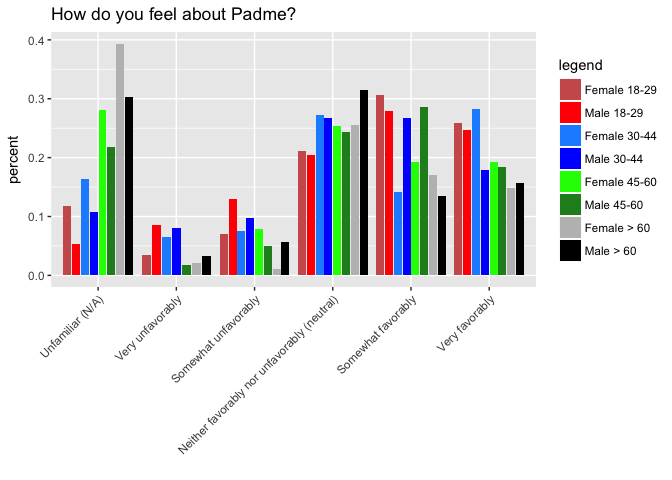 How do you feel about Padme?
percent
0.4
0.3
0.2
0.1
0.0
Unfamiliar (N/A)
Very unfavorably
Somewhat unfavorably
Neither favorably nor unfavorably (neutral)
Somewhat favorably
Very favorably
legend
Female 18-29
Male 18-29
Female 30-44
Male 30-44
Female 45-60
Male 45-60
Female > 60
Male > 60